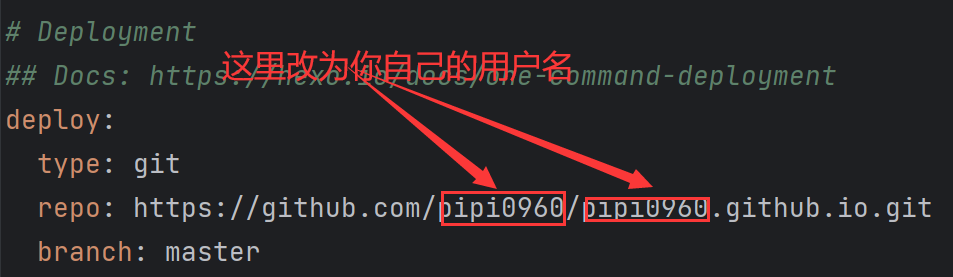 # Deployment
这里改为你自己的用户名
## Docs: https://hexo.io/docs/one-command-deployment
deploy:
  type: git
  repo: https://github.com/pipi0960/pipi0960.github.io.git
  branch: master